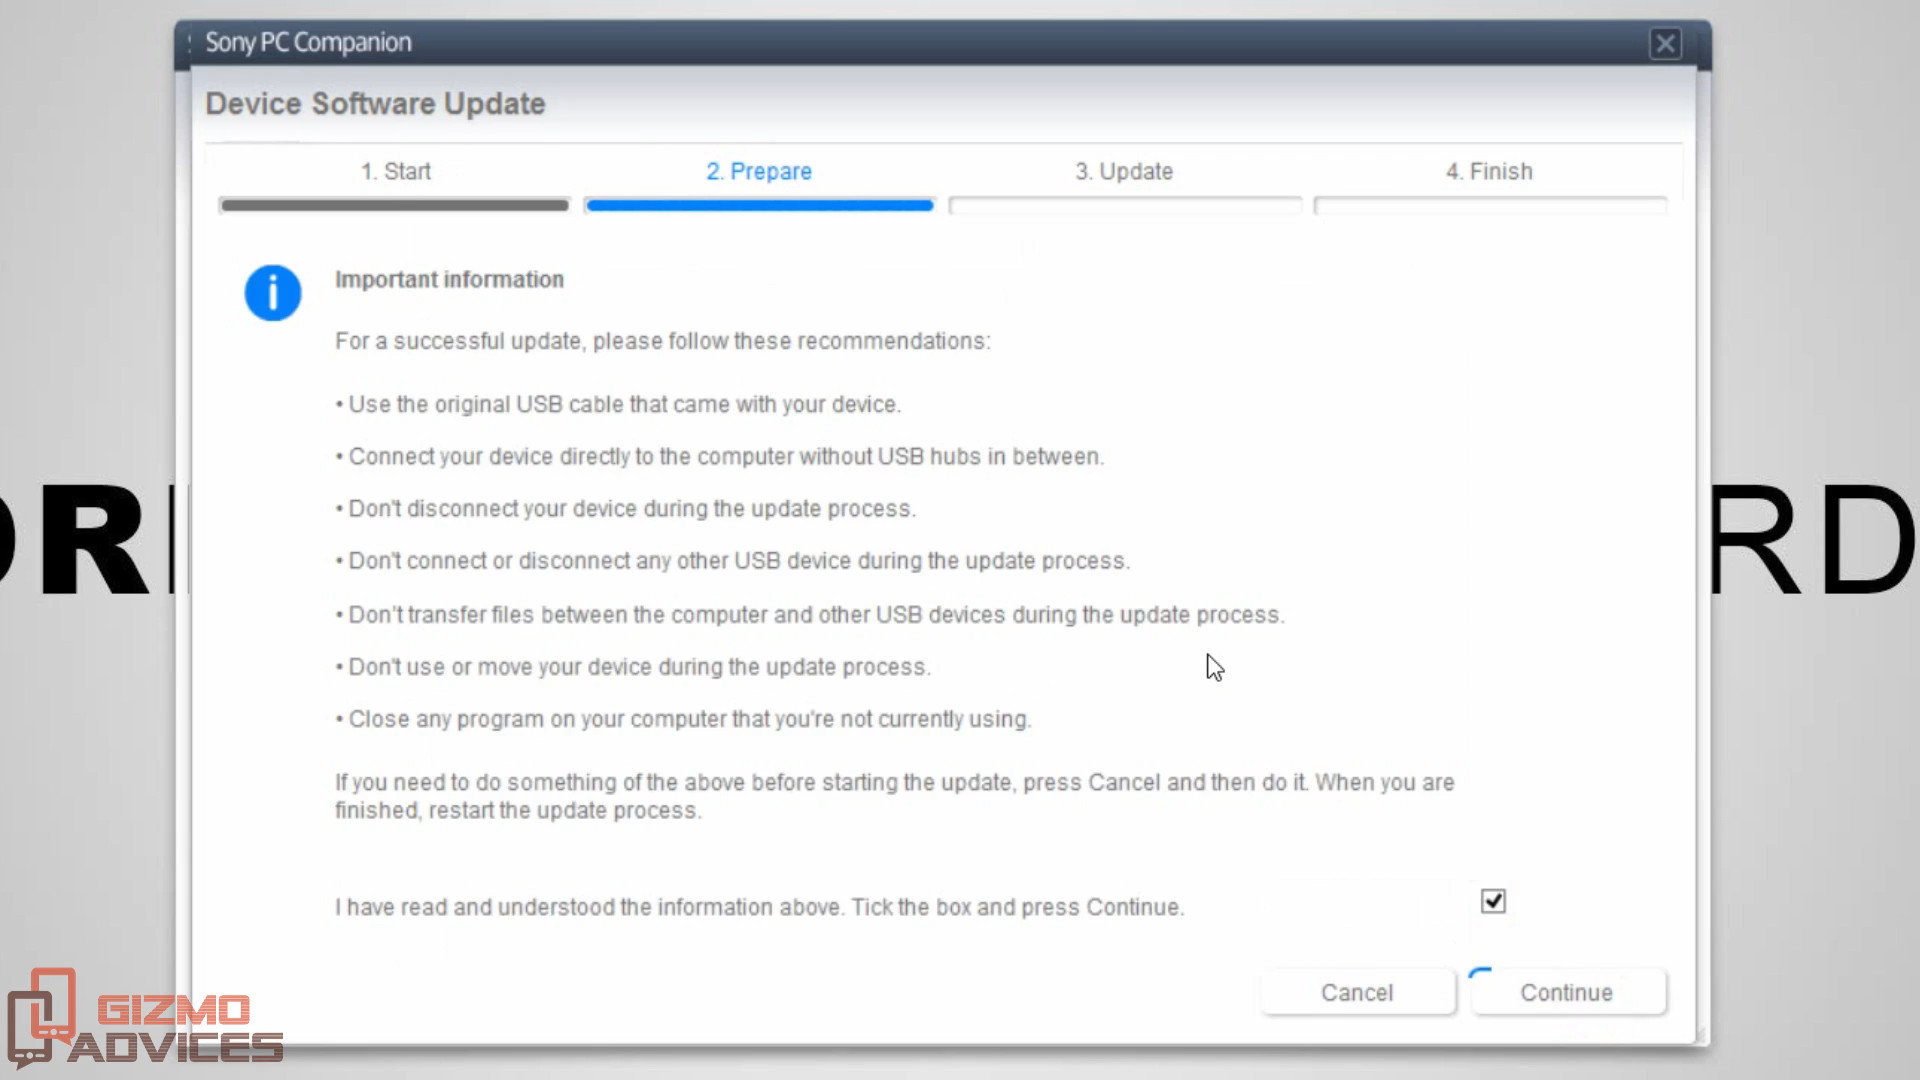 Sony PC Companion
Device Software Update
1. Start
2. Prepare
3. Update
4. Finish
Important information
For a successful update, please follow these recommendations:
• Use the original USB cable that came with your device.
• Connect your device directly to the computer without USB hubs in between.
• Don't disconnect your device during the update process.
• Don't connect or disconnect any other USB device during the update process.
• Don't transfer files between the computer and other USB devices during the update process.
• Don't use or move your device during the update process.
• Close any program on your computer that you're not currently using.
If you need to do something of the above before starting the update, press Cancel and then do it. When you are
finished, restart the update process.
I have read and understood the information above. Tick the box and press Continue.
Cancel
Continue
GIZMO
ADVICES